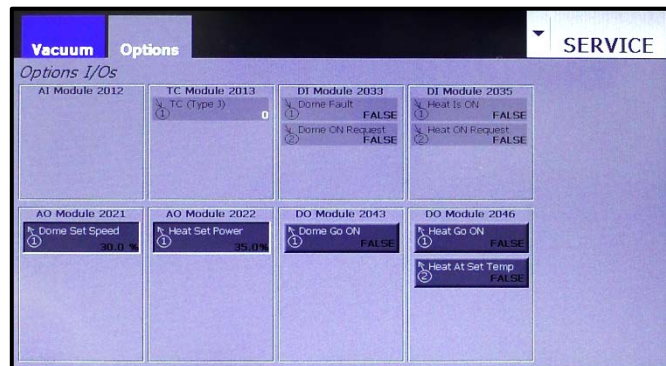 Vacuum Options SERVICE
Options I/Os
AI Module 2012
TC Module 2013
TC (Type J)
1 0
DI Module 2033
Dome Fault
1 FALSE
Dome ON Request
2 FALSE
DI Module 2035
Heat Is ON
1 FALSE
Heat ON Request
2 FALSE
AO Module 2021
Dome Set Speed
1 30.0 %
AO Module 2022
Heat Set Power
1 35.0%
DO Module 2043
Dome Go ON
1 FALSE
DO Module 2046
Heat Go ON
1 FALSE
Heat At Set Temp
2 FALSE